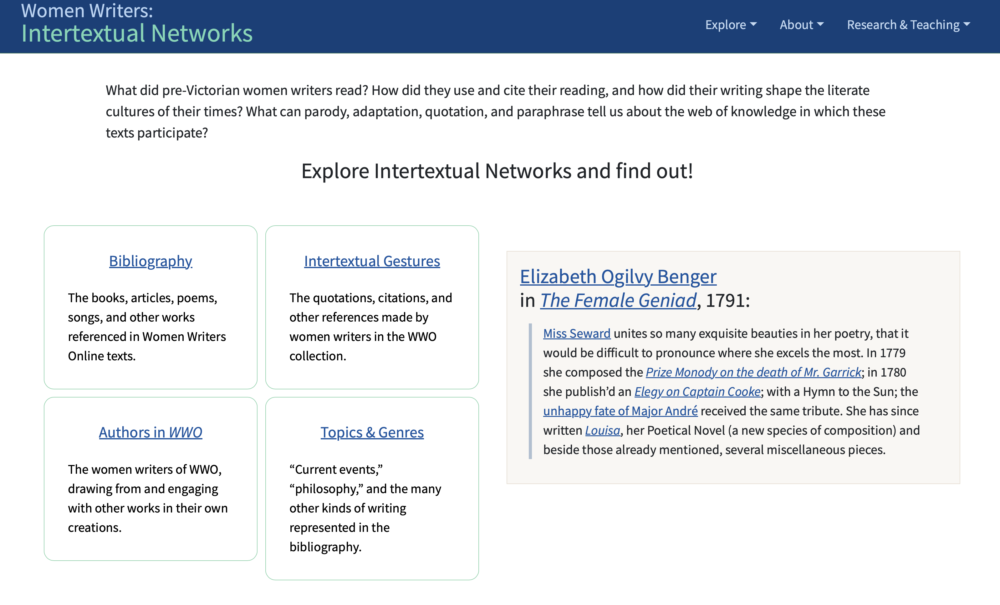 Women Writers:
Intertextual Networks
Explore
About
Research & Teaching
What did pre-Victorian women writers read? How did they use and cite their reading, and how did their writing shape the literate
cultures of their times? What can parody, adaptation, quotation, and paraphrase tell us about the web of knowledge in which these
texts participate?
Explore Intertextual Networks and find out!
Bibliography
The books, articles, poems,
songs, and other works
referenced in Women Writers
Online texts.
Intertextual Gestures
The quotations, citations, and
other references made by
women writers in the WWO
collection.
Authors in WWO
The women writers of WWO,
drawing from and engaging
with other works in their own
creations.
Topics & Genres
“Current events,”
“philosophy,” and the many
other kinds of writing
represented in the
bibliography.
Elizabeth Ogilvy Benger
in The Female Geniad, 1791:
Miss Seward unites so many exquisite beauties in her poetry, that it
would be difficult to pronounce where she excels the most. In 1779
she composed the Prize Monody on the death of Mr. Garrick; in 1780
she publish’d an Elegy on Captain Cooke; with a Hymn to the Sun; the
unhappy fate of Major André received the same tribute. She has since
written Louisa, her Poetical Novel (a new species of composition) and
beside those already mentioned, several miscellaneous pieces.